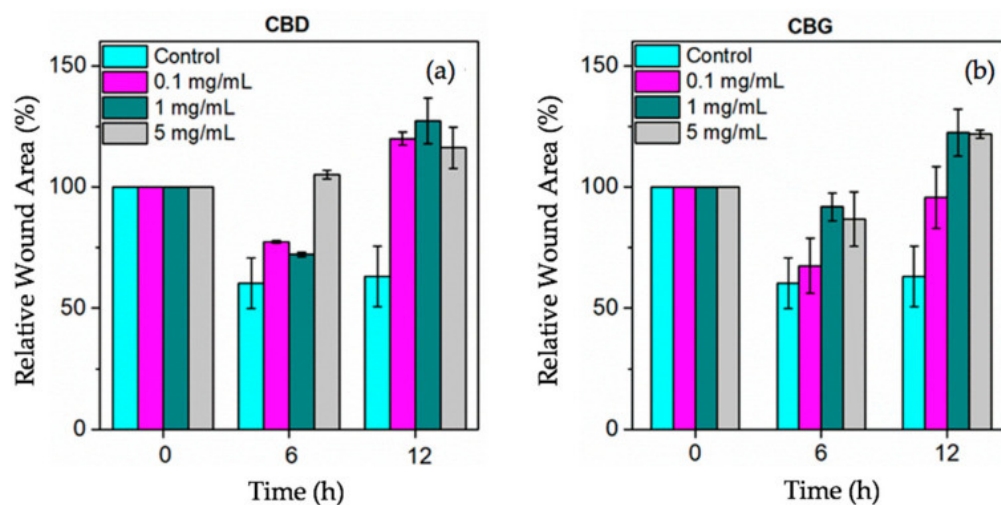 CBD
Relative Wound Area (%)
150
100
50
0
Control
0.1 mg/mL
1 mg/mL
5 mg/mL
(a)
0 6 12
Time (h)
CBG
Relative Wound Area (%)
150
100
50
0
Control
0.1 mg/mL
1 mg/mL
5 mg/mL
(b)
0 6 12
Time (h)